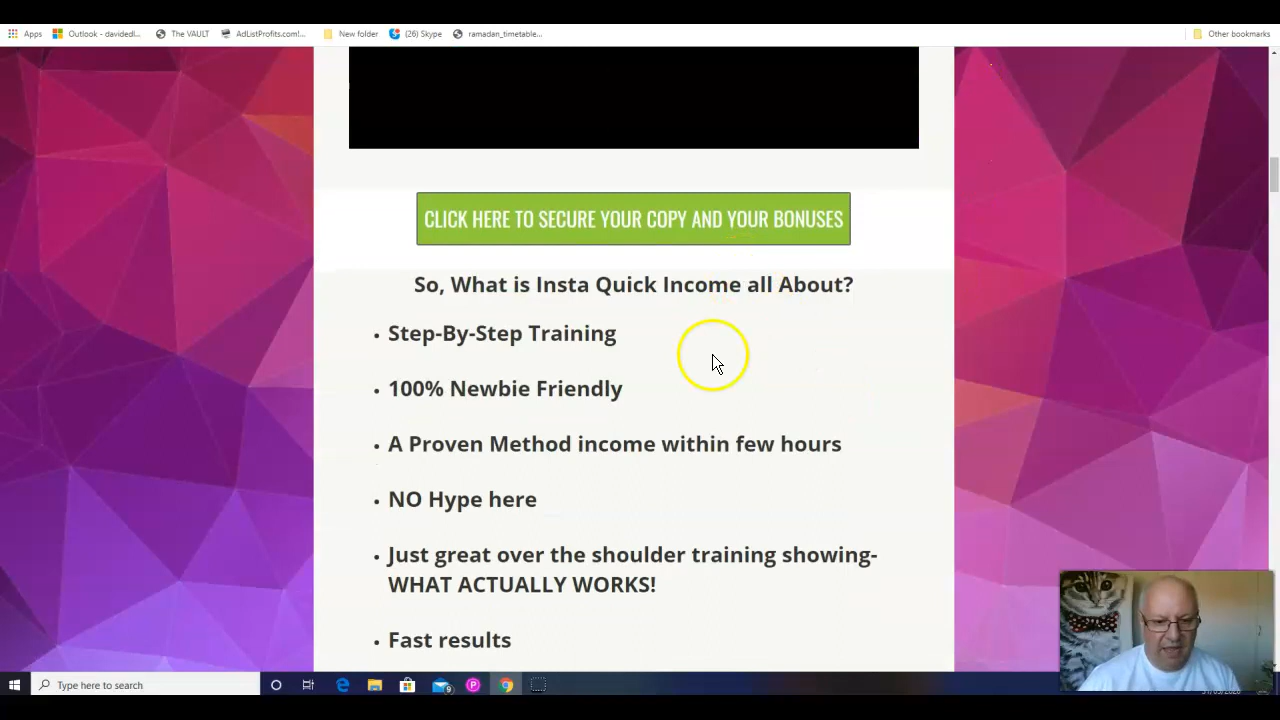 Apps Outlook - davidedl... The VAULT AdListProfits.com!... New folder (26) Skype ramadan_timetable... Other bookmarks
CLICK HERE TO SECURE YOUR COPY AND YOUR BONUSES
So, What is Insta Quick Income all About?
• Step-By-Step Training
• 100% Newbie Friendly
• A Proven Method income within few hours
• NO Hype here
• Just great over the shoulder training showing-
WHAT ACTUALLY WORKS!
• Fast results
Type here to search